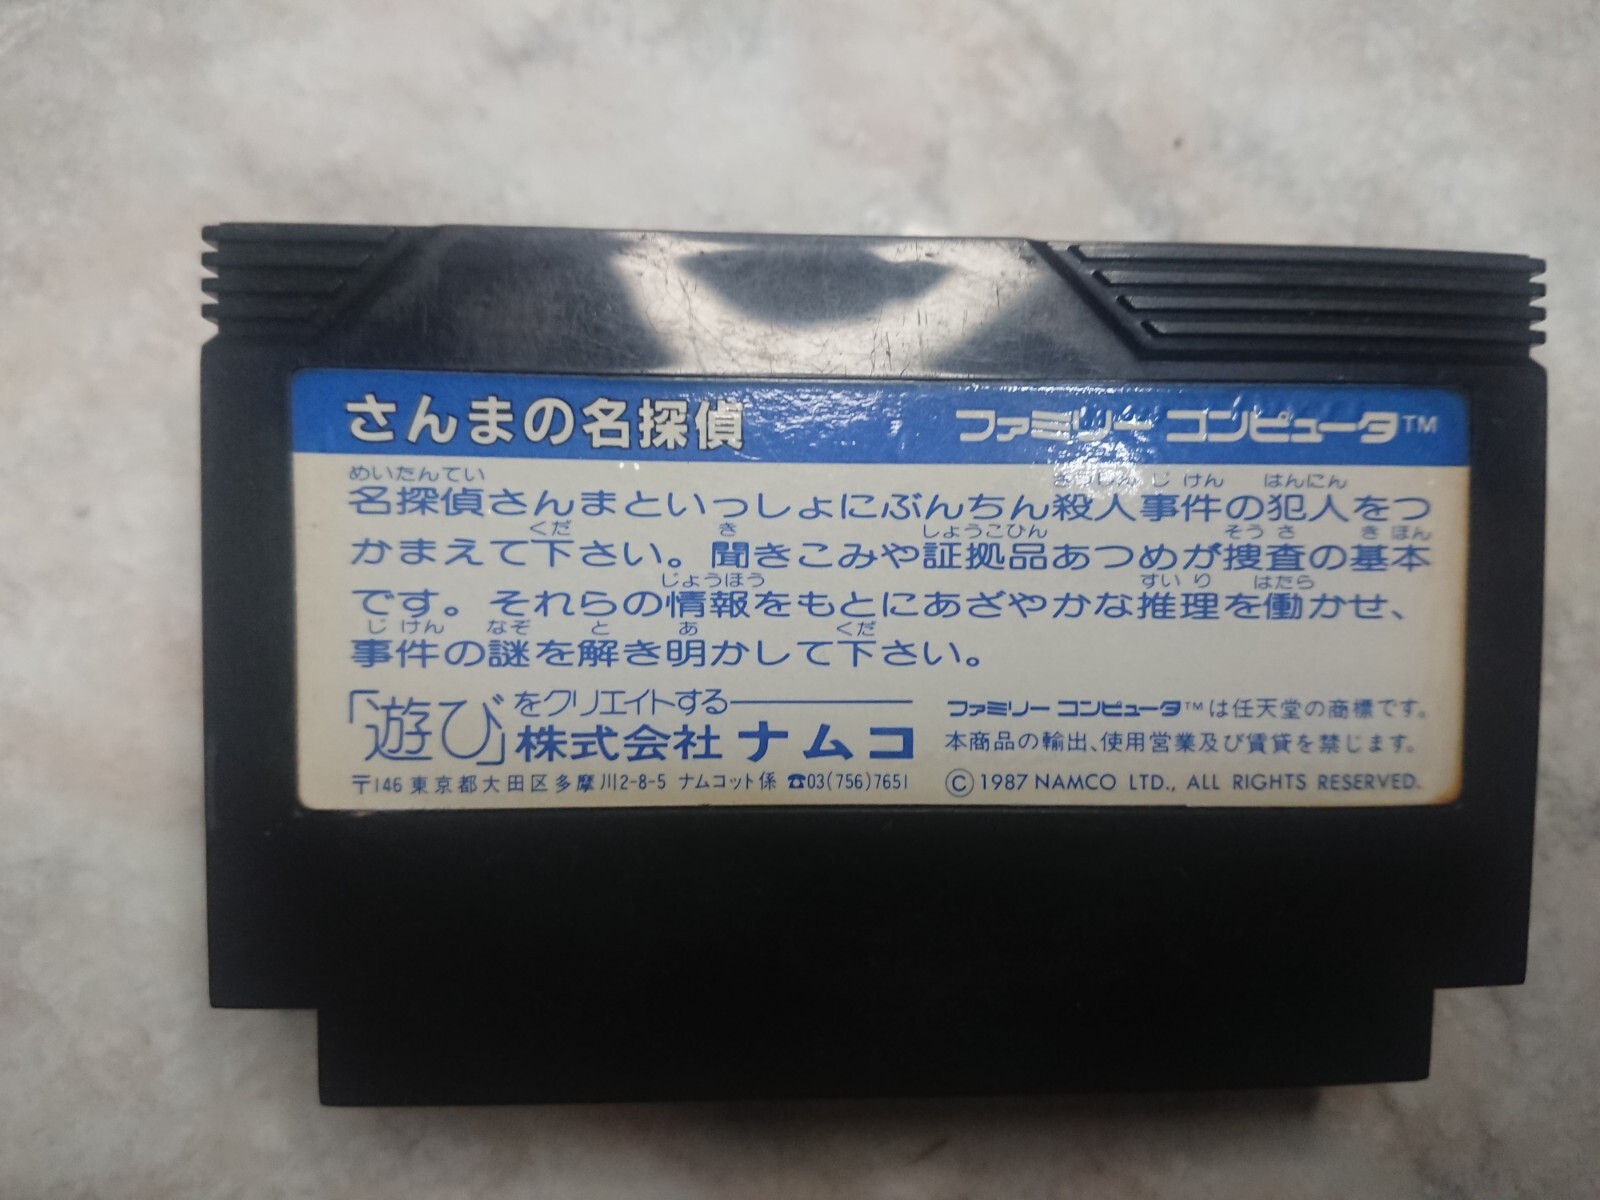 さんまの名探偵
ファミリー コンピュータ™
めいたんてい じ けん はんにん
名探偵さんまといっしょにぶんちん殺人事件の犯人をつ
くだ き しょうこひん そう さ き ほん
かまえて下さい。聞きこみや証拠品あつめが捜査の基本
じょうほう すい り はたら
です。それらの情報をもとにあざやかな推理を働かせ、
じ けん なぞ と あ くだ
事件の謎を解き明かして下さい。
「遊び」をクリエイトする
株式会社 ナムコ
〒146 東京都大田区多摩川2-8-5 ナムコット係 ☎03(756)7651
ファミリー コンピュータ™は任天堂の商標です。
本商品の輸出、使用営業及び賃貸を禁じます。
©1987 NAMCO LTD., ALL RIGHTS RESERVED.